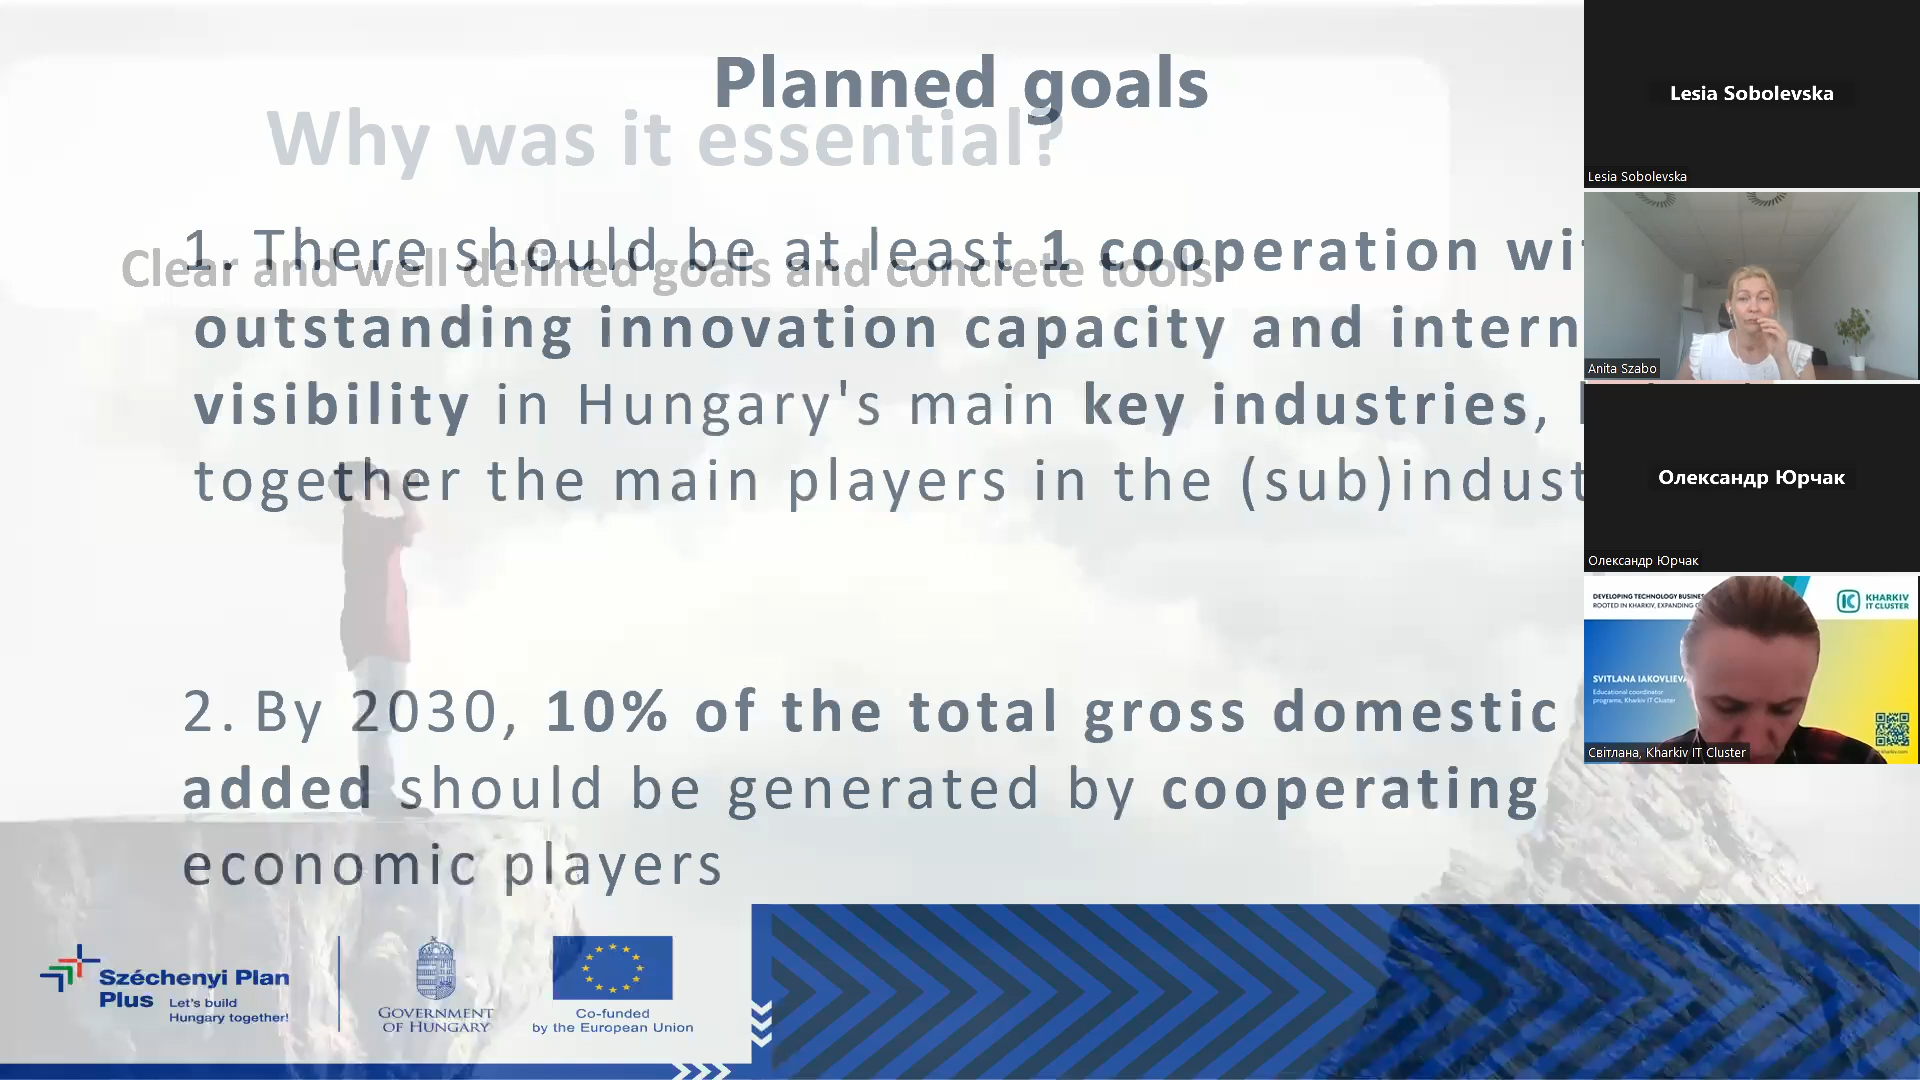 Planned goals
Why was it essential?
1. There should be at least 1 cooperation wi
Clear and well defined goals and concrete tools
outstanding innovation capacity and intern
visibility in Hungary's main key industries,
together the main players in the (sub)indust
2. By 2030, 10% of the total gross domestic
added should be generated by cooperating
economic players
Széchenyi Plan
Plus Let's build
Hungary together!
GOVERNMENT
OF HUNGARY
Co-funded
by the European Union
Lesia Sobolevska
Lesia Sobolevska
Anita Szabo
Олександр Юрчак
Олександр Юрчак
DEVELOPING TECHNOLOGY BUSINE
ROOTED IN KHARKIV, EXPANDING
KHARKIV
IT CLUSTER
SVITLANA IAKOVLIEVA
Educational coordinator
programs, Kharkiv IT Cluster
Світлана, Kharkiv IT Cluster